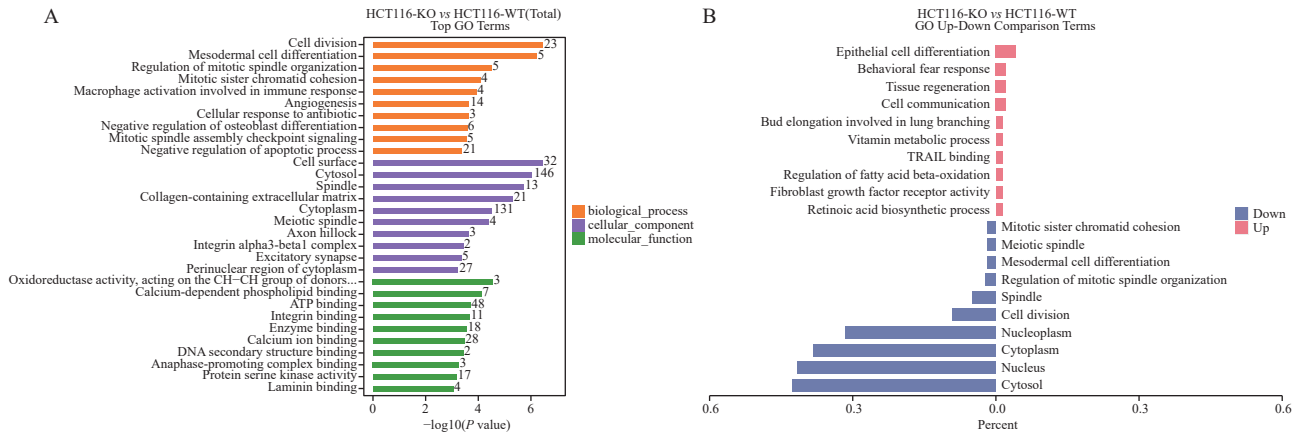 A
HCT116-KO vs HCT116-WT(Total)
Top GO Terms
Cell division 23
Mesodermal cell differentiation 5
Regulation of mitotic spindle organization 5
Mitotic sister chromatid cohesion 4
Macrophage activation involved in immune response 4
Angiogenesis 14
Cellular response to antibiotic 3
Negative regulation of osteoblast differentiation 6
Mitotic spindle assembly checkpoint signaling 5
Negative regulation of apoptotic process 21
Cell surface 32
Cytosol 146
Spindle 13
Collagen-containing extracellular matrix 21
Cytoplasm 131
Meiotic spindle 4
Axon hillock 3
Integrin alpha3-beta1 complex 2
Excitatory synapse 5
Perinuclear region of cytoplasm 27
Oxidoreductase activity, acting on the CH−CH group of donors... 3
Calcium-dependent phospholipid binding 7
ATP binding 48
Integrin binding 11
Enzyme binding 18
Calcium ion binding 28
DNA secondary structure binding 2
Anaphase-promoting complex binding 3
Protein serine kinase activity 17
Laminin binding 4
0 2 4 6
−log10(P value)
biological_process
cellular_component
molecular_function
B
HCT116-KO vs HCT116-WT
GO Up-Down Comparison Terms
Epithelial cell differentiation
Behavioral fear response
Tissue regeneration
Cell communication
Bud elongation involved in lung branching
Vitamin metabolic process
TRAIL binding
Regulation of fatty acid beta-oxidation
Fibroblast growth factor receptor activity
Retinoic acid biosynthetic process
Mitotic sister chromatid cohesion
Meiotic spindle
Mesodermal cell differentiation
Regulation of mitotic spindle organization
Spindle
Cell division
Nucleoplasm
Cytoplasm
Nucleus
Cytosol
Down
Up
0.6 0.3 0.0 0.3 0.6
Percent